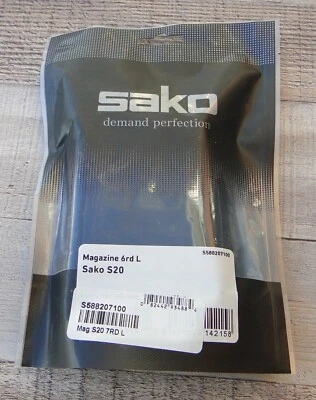 sako
demand perfection
Magazine 6rd L
S588207100
Sako S20
S588207100
Mag S20 7RD L
142158